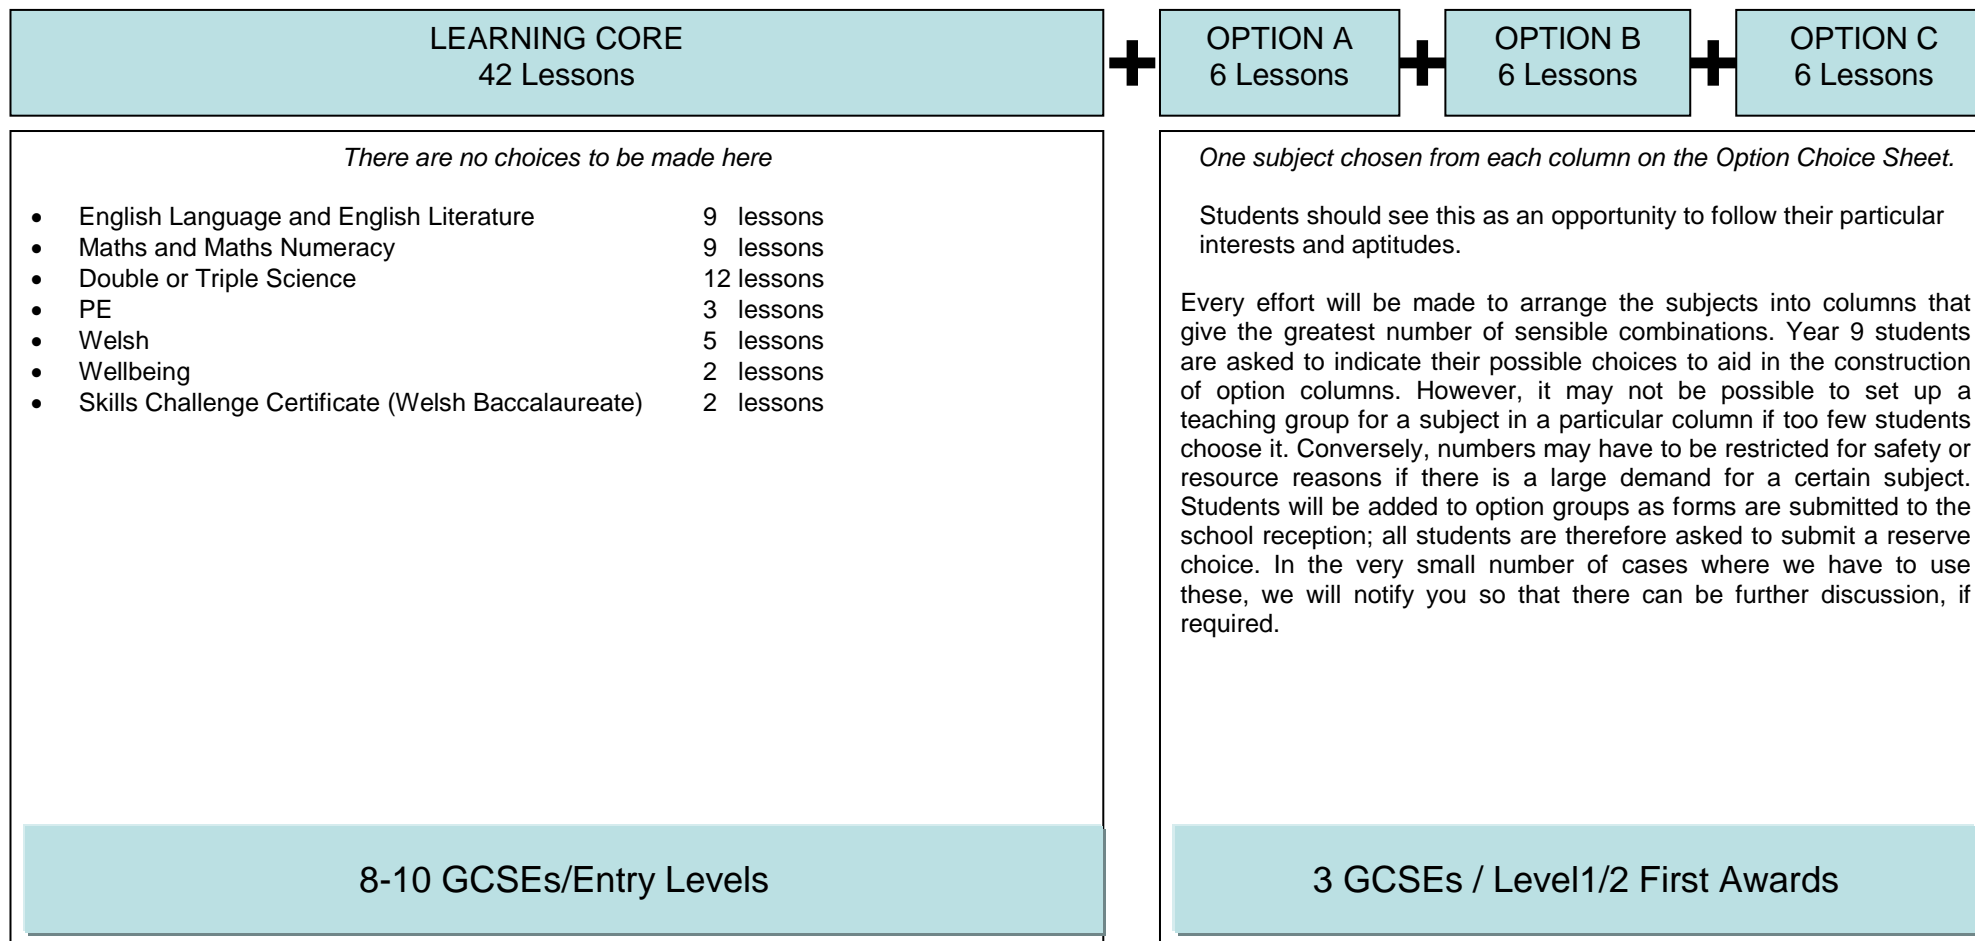 LEARNING CORE
42 Lessons
+
OPTION A
6 Lessons
+
OPTION B
6 Lessons
+
OPTION C
6 Lessons
There are no choices to be made here
• English Language and English Literature 9 lessons
• Maths and Maths Numeracy 9 lessons
• Double or Triple Science 12 lessons
• PE 3 lessons
• Welsh 5 lessons
• Wellbeing 2 lessons
• Skills Challenge Certificate (Welsh Baccalaureate) 2 lessons
8-10 GCSEs/Entry Levels
One subject chosen from each column on the Option Choice Sheet.
Students should see this as an opportunity to follow their particular
interests and aptitudes.
Every effort will be made to arrange the subjects into columns that
give the greatest number of sensible combinations. Year 9 students
are asked to indicate their possible choices to aid in the construction
of option columns. However, it may not be possible to set up a
teaching group for a subject in a particular column if too few students
choose it. Conversely, numbers may have to be restricted for safety or
resource reasons if there is a large demand for a certain subject.
Students will be added to option groups as forms are submitted to the
school reception; all students are therefore asked to submit a reserve
choice. In the very small number of cases where we have to use
these, we will notify you so that there can be further discussion, if
required.
3 GCSEs / Level1/2 First Awards